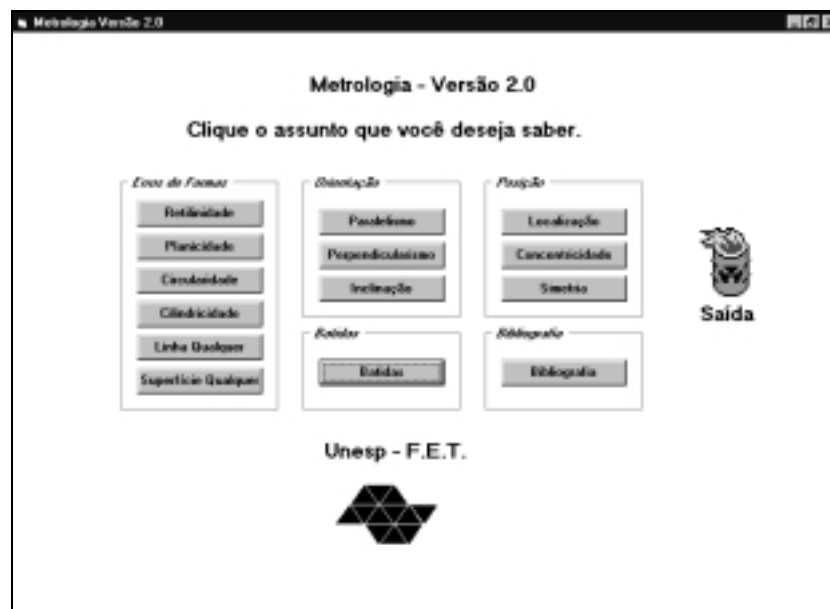 Metrologia Versão 2.0
Metrologia - Versão 2.0
Clique o assunto que você deseja saber.
Erros de Formas
Retilinidade
Planicidade
Circularidade
Cilindricidade
Linha Qualquer
Superfície Qualquer
Orientação
Paralelismo
Perpendicularismo
Inclinação
Posição
Localização
Concentricidade
Simetria
Batidas
Batidas
Bibliografia
Bibliografia
Saída
Unesp - F.E.T.